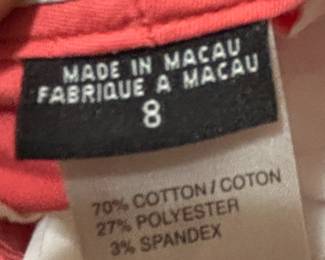 MADE IN MACAU
FABRIQUE A MACAU
8
70% COTTON / COTON
27% POLYESTER
3% SPANDEX